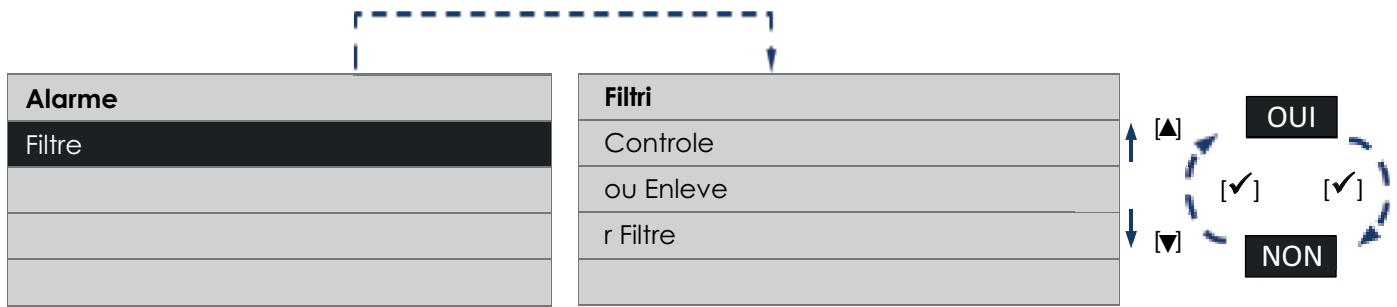 Alarme
Filtre
Filtri
Controle
ou Enleve
r Filtre
[▲]
[▼]
OUI
[✓] [✓]
NON